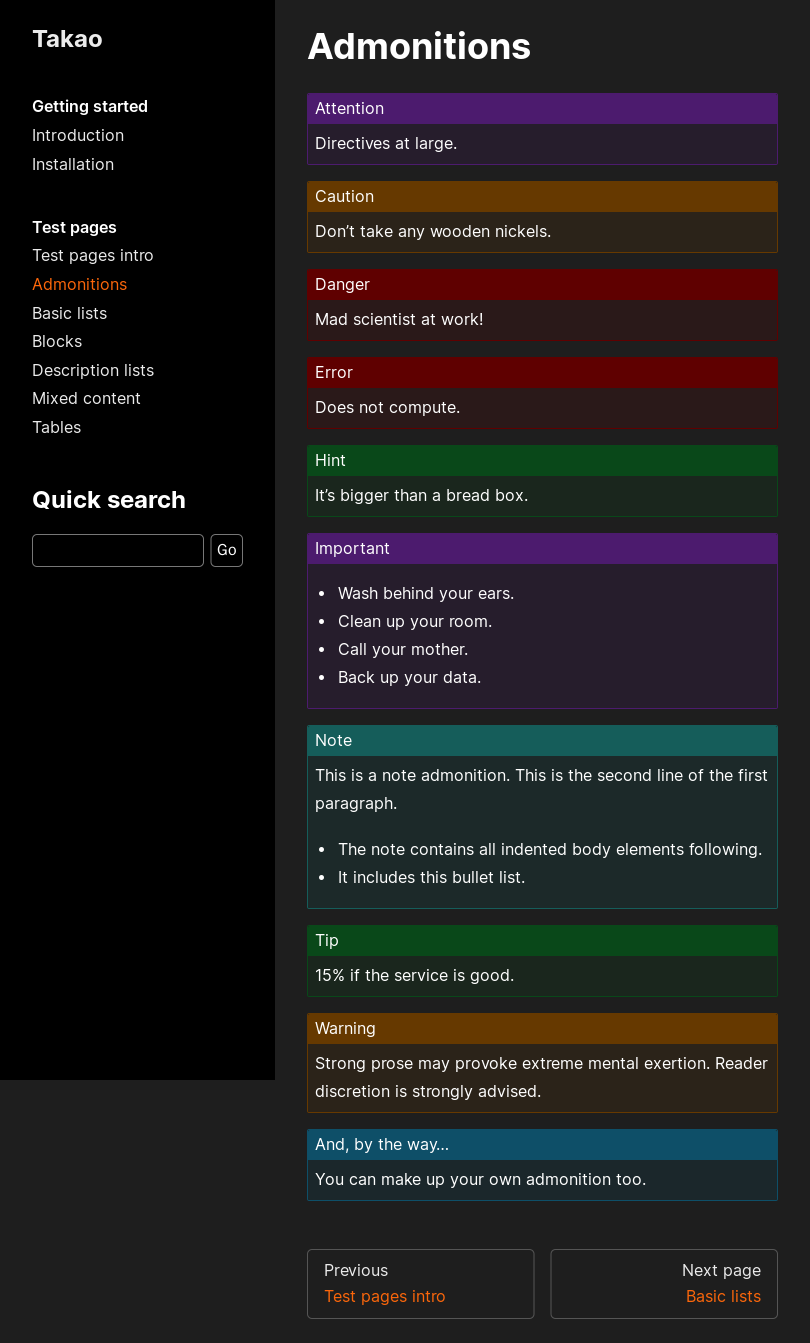 Takao
Getting started
Introduction
Installation
Test pages
Test pages intro
Admonitions
Basic lists
Blocks
Description lists
Mixed content
Tables
Quick search
Go
Admonitions
Attention
Directives at large.
Caution
Don’t take any wooden nickels.
Danger
Mad scientist at work!
Error
Does not compute.
Hint
It’s bigger than a bread box.
Important
• Wash behind your ears.
• Clean up your room.
• Call your mother.
• Back up your data.
Note
This is a note admonition. This is the second line of the first
paragraph.
• The note contains all indented body elements following.
• It includes this bullet list.
Tip
15% if the service is good.
Warning
Strong prose may provoke extreme mental exertion. Reader
discretion is strongly advised.
And, by the way…
You can make up your own admonition too.
Previous
Test pages intro
Next page
Basic lists